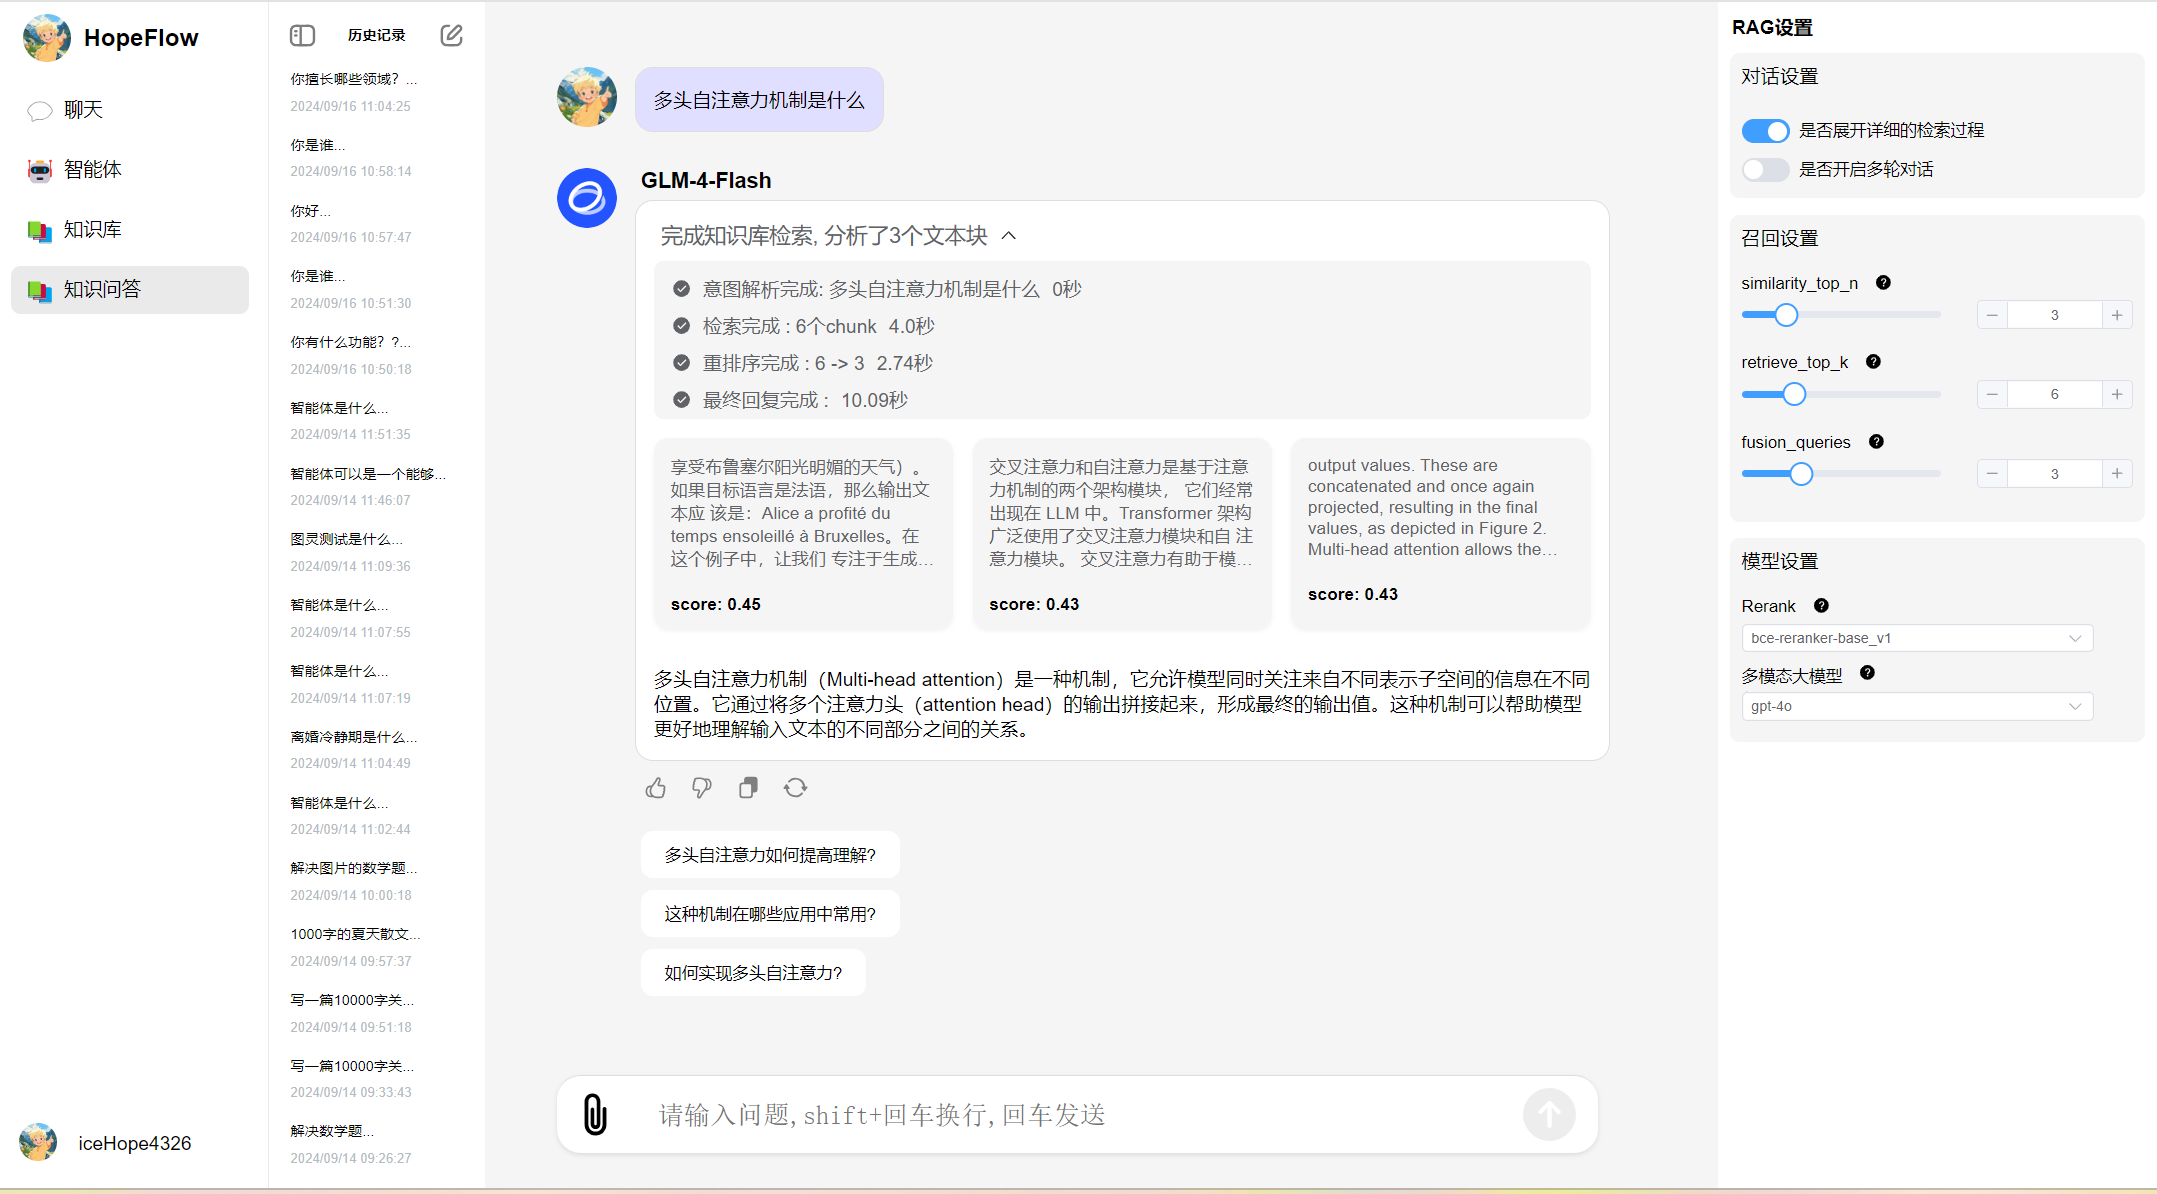 HopeFlow
聊天
智能体
知识库
知识问答
iceHope4326
历史记录
你擅长哪些领域？...
2024/09/16 11:04:25
你是谁...
2024/09/16 10:58:14
你好...
2024/09/16 10:57:47
你是谁...
2024/09/16 10:51:30
你有什么功能？?...
2024/09/16 10:50:18
智能体是什么...
2024/09/14 11:51:35
智能体可以是一个能够...
2024/09/14 11:46:07
图灵测试是什么...
2024/09/14 11:09:36
智能体是什么...
2024/09/14 11:07:55
智能体是什么...
2024/09/14 11:07:19
离婚冷静期是什么...
2024/09/14 11:04:49
智能体是什么...
2024/09/14 11:02:44
解决图片的数学题...
2024/09/14 10:00:18
1000字的夏天散文...
2024/09/14 09:57:37
写一篇10000字关...
2024/09/14 09:51:18
写一篇10000字关...
2024/09/14 09:33:43
解决数学题...
2024/09/14 09:26:27
多头自注意力机制是什么
GLM-4-Flash
完成知识库检索, 分析了3个文本块
意图解析完成: 多头自注意力机制是什么 0秒
检索完成 : 6个chunk 4.0秒
重排序完成 : 6 -> 3 2.74秒
最终回复完成 : 10.09秒
享受布鲁塞尔阳光明媚的天气）。
如果目标语言是法语，那么输出文
本应 该是：Alice a profité du
temps ensoleillé à Bruxelles。在
这个例子中，让我们 专注于生成...
score: 0.45
交叉注意力和自注意力是基于注意
力机制的两个架构模块， 它们经常
出现在 LLM 中。Transformer 架构
广泛使用了交叉注意力模块和自 注
意力模块。 交叉注意力有助于模...
score: 0.43
output values. These are
concatenated and once again
projected, resulting in the final
values, as depicted in Figure 2.
Multi-head attention allows the...
score: 0.43
多头自注意力机制（Multi-head attention）是一种机制，它允许模型同时关注来自不同表示子空间的信息在不同
位置。它通过将多个注意力头（attention head）的输出拼接起来，形成最终的输出值。这种机制可以帮助模型
更好地理解输入文本的不同部分之间的关系。
多头自注意力如何提高理解?
这种机制在哪些应用中常用?
如何实现多头自注意力?
请输入问题,shift+回车换行,回车发送
RAG设置
对话设置
是否展开详细的检索过程
是否开启多轮对话
召回设置
similarity_top_n
3
retrieve_top_k
6
fusion_queries
3
模型设置
Rerank
bce-reranker-base_v1
多模态大模型
gpt-4o